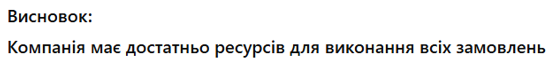 Висновок:
Компанія має достатньо ресурсів для виконання всіх замовлень